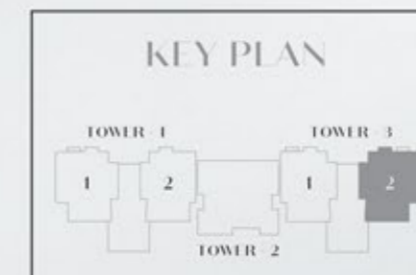 KEY PLAN
TOWER - 1 TOWER - 3
1 2 1 2
TOWER - 2